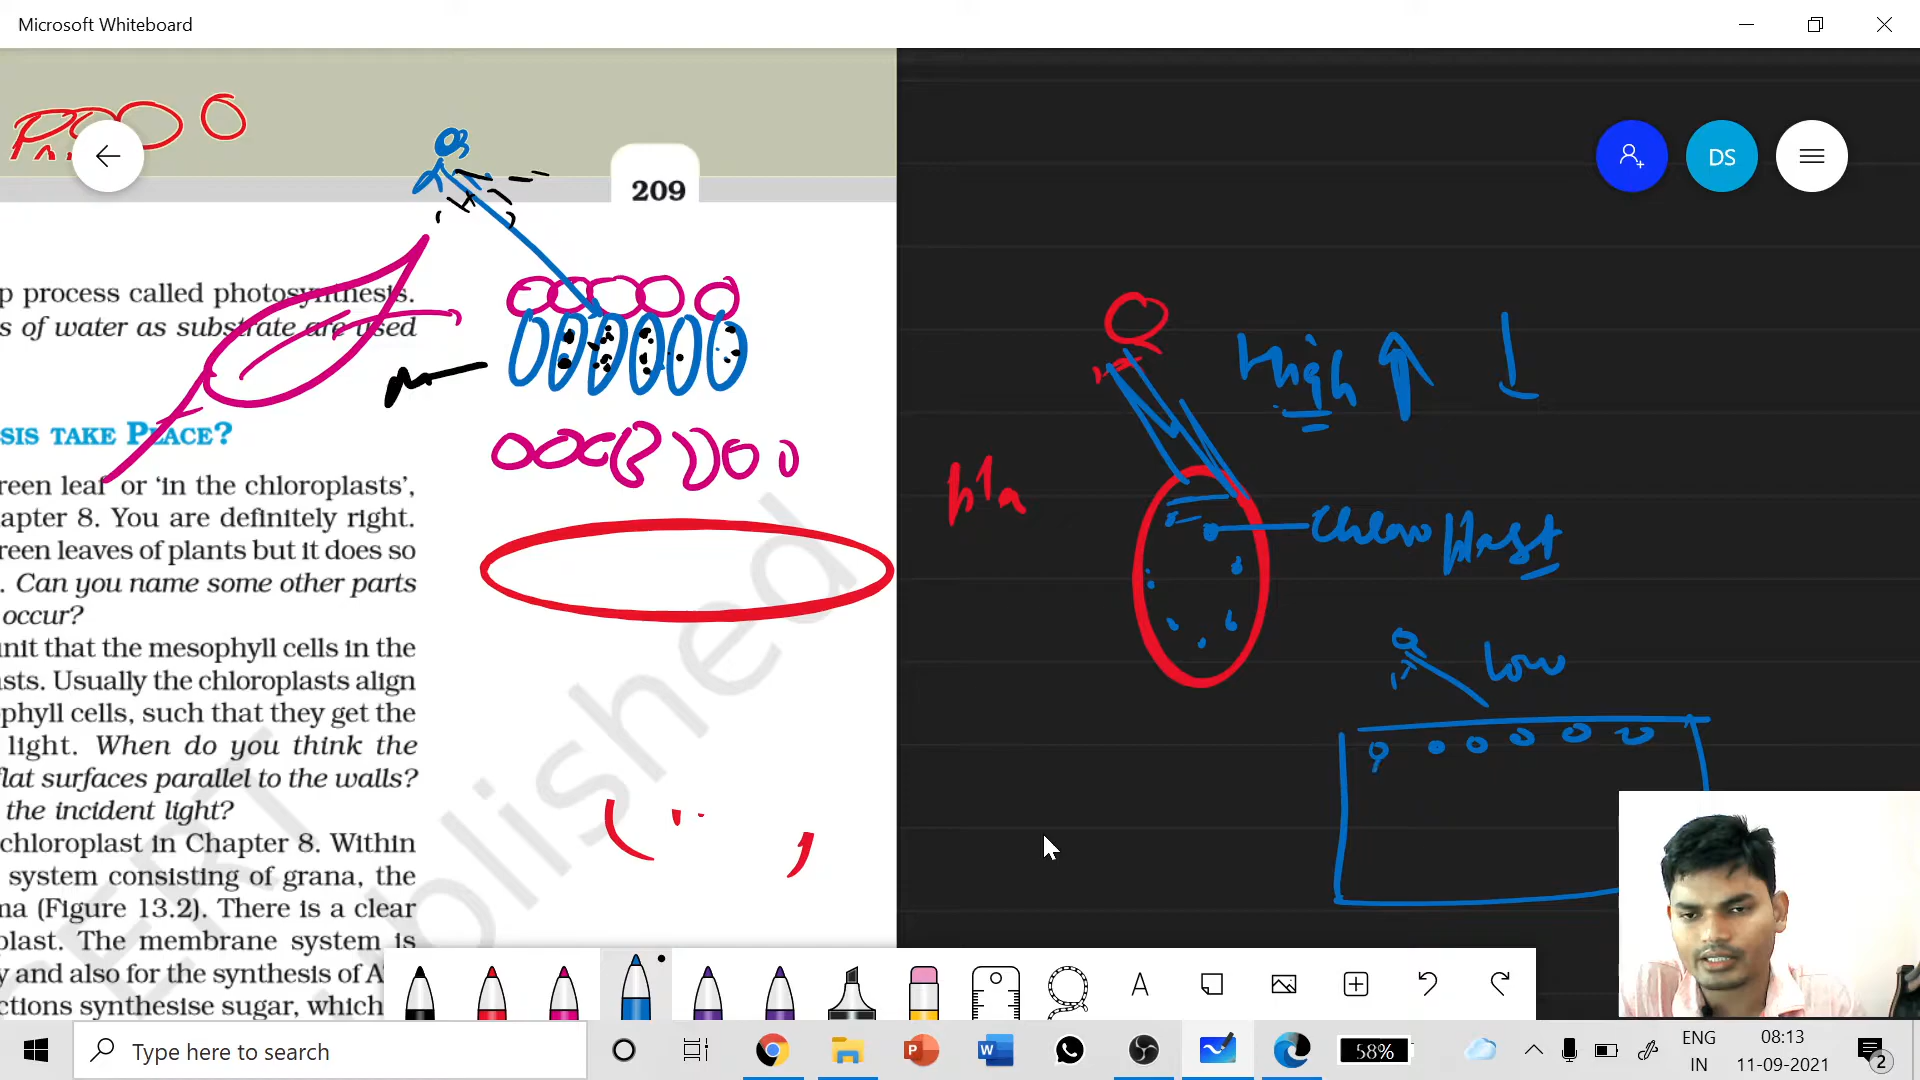 Microsoft Whiteboard
209
DS
p process called photosynthesis.
s of water as substrate are used
SIS TAKE PLACE?
reen leaf or ‘in the chloroplasts’,
apter 8. You are definitely right.
reen leaves of plants but it does so
. Can you name some other parts
occur?
unit that the mesophyll cells in the
asts. Usually the chloroplasts align
phyll cells, such that they get the
light. When do you think the
flat surfaces parallel to the walls?
the incident light?
chloroplast in Chapter 8. Within
system consisting of grana, the
ma (Figure 13.2). There is a clear
plast. The membrane system is
y and also for the synthesis of A
ctions synthesise sugar, which
High
chloroplast
Low
blished
A
Type here to search
58%
ENG
IN
08:13
11-09-2021
2